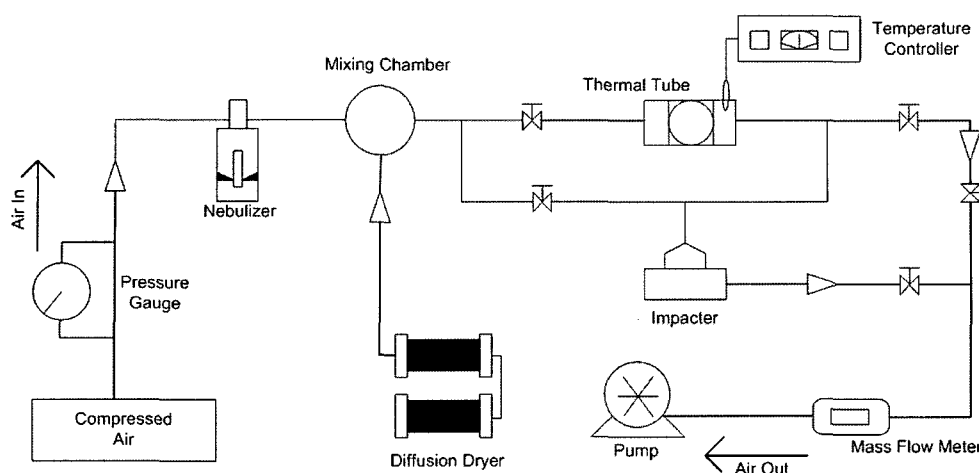 Temperature
Controller
Mixing Chamber
Thermal Tube
Air In
Nebulizer
Pressure
Gauge
Impacter
Compressed
Air
Diffusion Dryer
Pump
Mass Flow Meter
Air Out